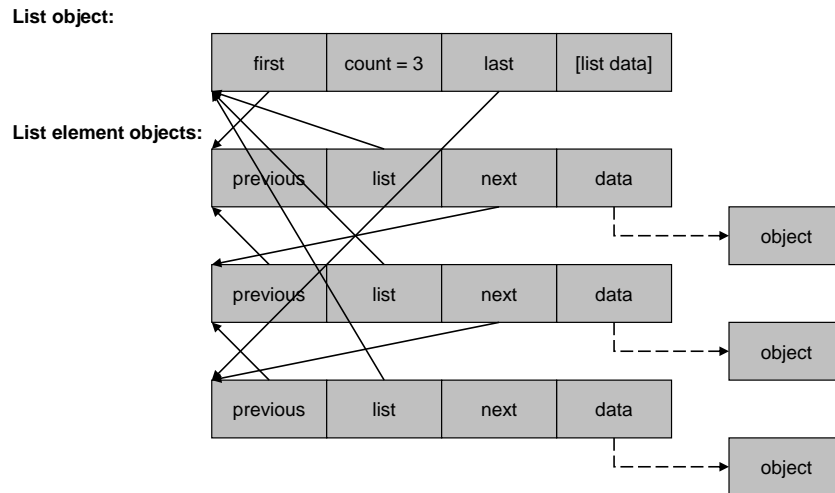 List object:
first count = 3 last [list data]
List element objects:
previous list next data
object
previous list next data
object
previous list next data
object